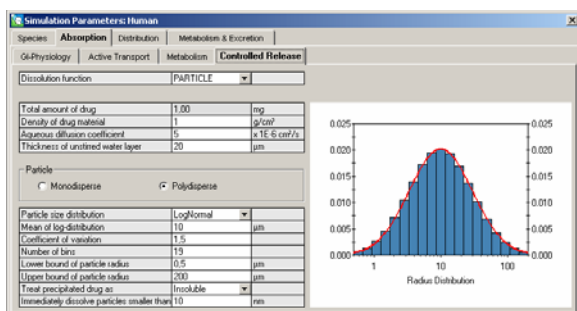 Simulation Parameters: Human
Species Absorption Distribution Metabolism & Excretion
GI-Physiology Active Transport Metabolism Controlled Release
Dissolution function PARTICLE
Total amount of drug 1,00 mg
Density of drug material 1 g/cm³
Aqueous diffusion coefficient 5 x 1E-6 cm²/s
Thickness of unstirred water layer 20 µm
Particle
Monodisperse Polydisperse
Particle size distribution LogNormal
Mean of log-distribution 10 µm
Coefficient of variation 1,5
Number of bins 19
Lower bound of particle radius 0,5 µm
Upper bound of particle radius 200 µm
Treat precipitated drug as Insoluble
Immediately dissolve particles smaller than 10 nm
0.025 0.025
0.020 0.020
0.015 0.015
0.010 0.010
0.005 0.005
0.000 0.000
1 10 100
Radius Distribution